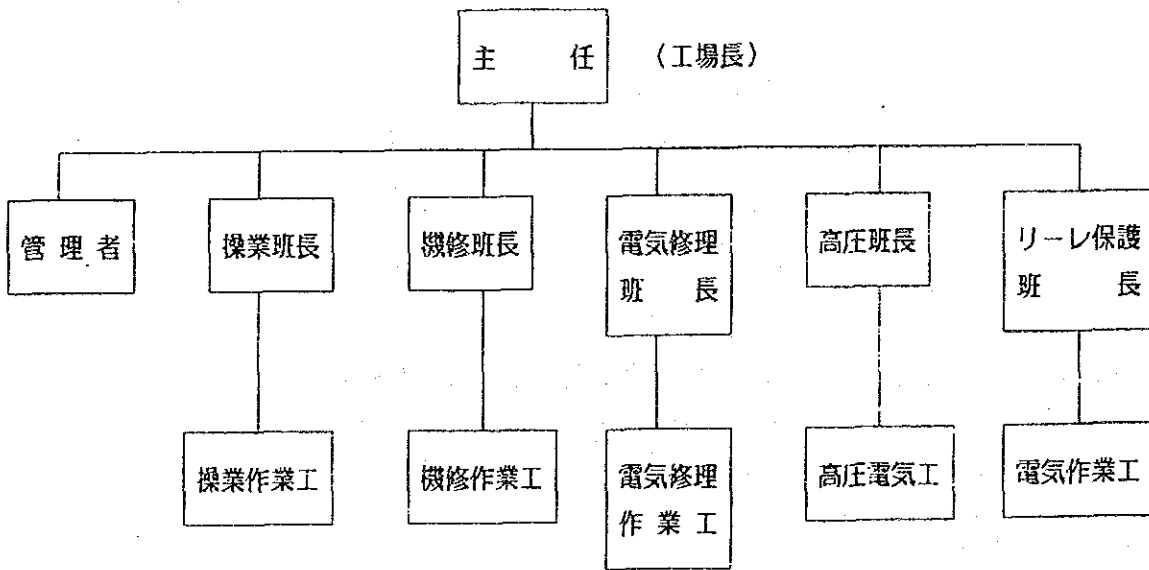 主任 (工場長)
管理者
操業班長
機修班長
電気修理
班長
高圧班長
リーレ保護
班長
操業作業工
機修作業工
電気修理
作業工
高圧電気工
電気作業工